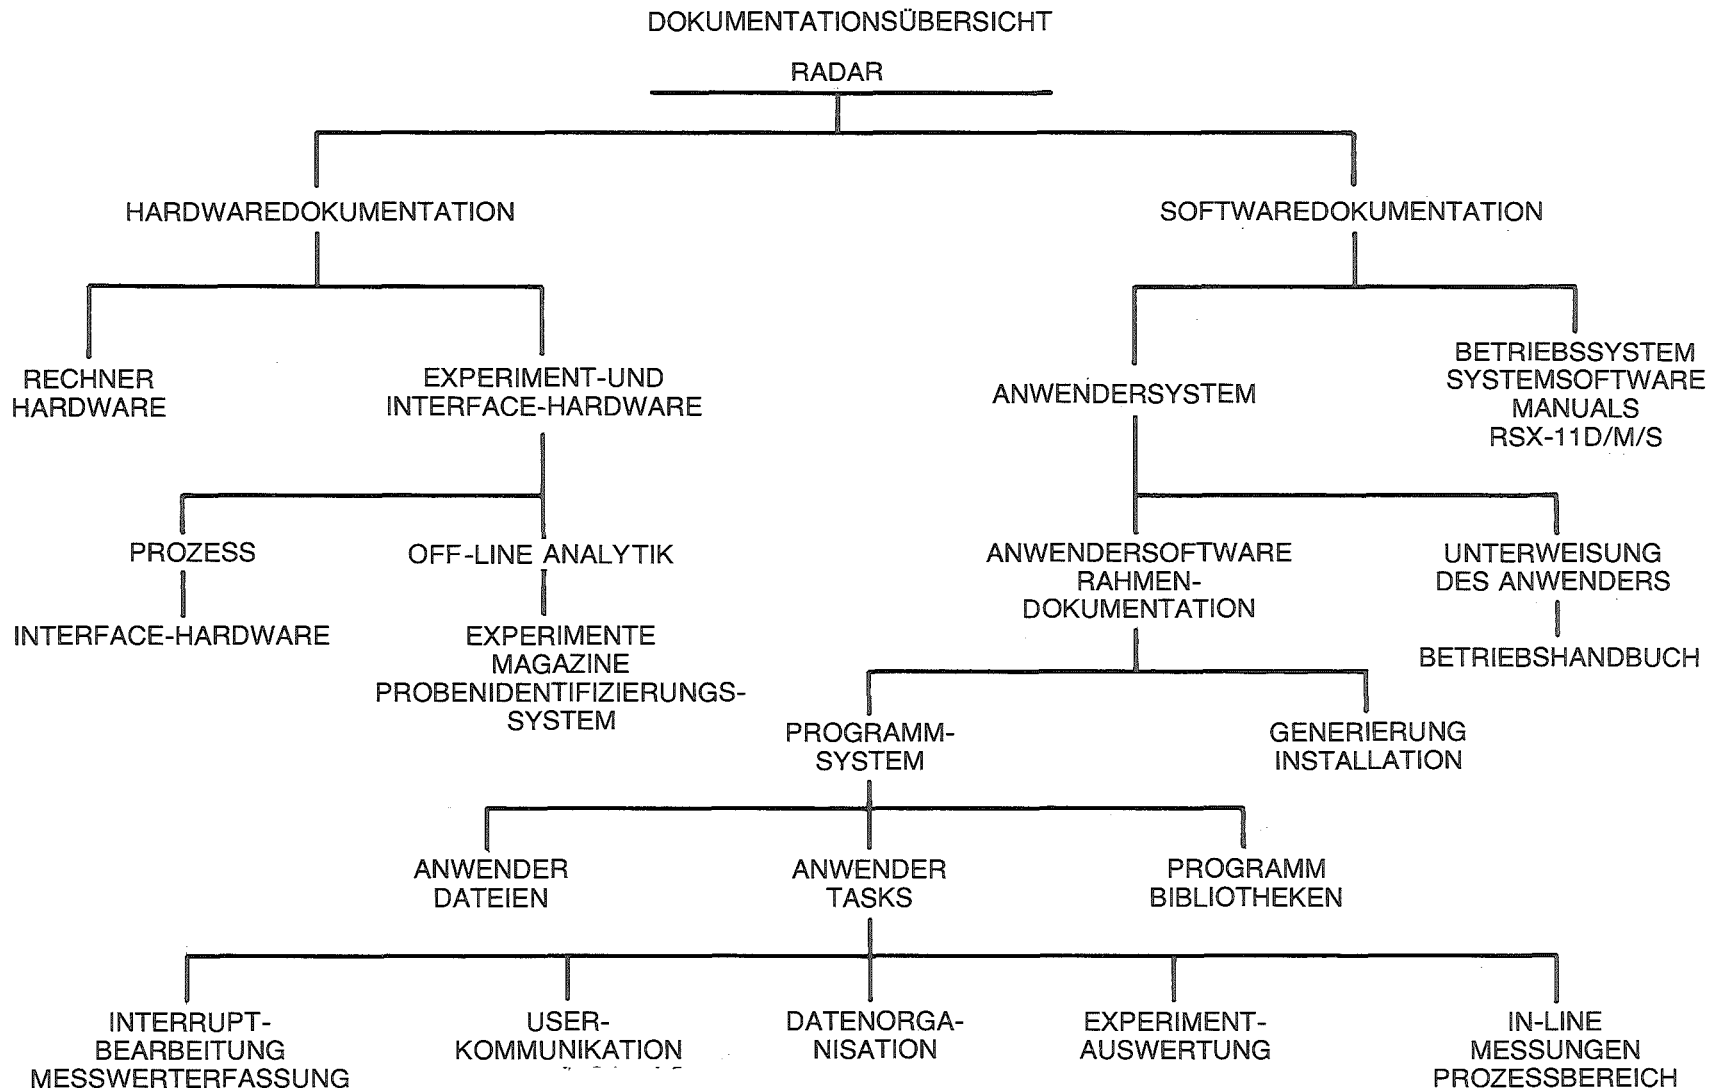 DOKUMENTATIONSÜBERSICHT
RADAR
HARDWAREDOKUMENTATION
SOFTWAREDOKUMENTATION
RECHNER
HARDWARE
EXPERIMENT-UND
INTERFACE-HARDWARE
ANWENDERSYSTEM
BETRIEBSSYSTEM
SYSTEMSOFTWARE
MANUALS
RSX-11D/M/S
PROZESS
INTERFACE-HARDWARE
OFF-LINE ANALYTIK
EXPERIMENTE
MAGAZINE
PROBENIDENTIFIZIERUNGS-
SYSTEM
ANWENDERSOFTWARE
RAHMEN-
DOKUMENTATION
UNTERWEISUNG
DES ANWENDERS
BETRIEBSHANDBUCH
PROGRAMM-
SYSTEM
GENERIERUNG
INSTALLATION
ANWENDER
DATEIEN
ANWENDER
TASKS
PROGRAMM
BIBLIOTHEKEN
INTERRUPT-
BEARBEITUNG
MESSWERTERFASSUNG
USER-
KOMMUNIKATION
DATENORGA-
NISATION
EXPERIMENT-
AUSWERTUNG
IN-LINE
MESSUNGEN
PROZESSBEREICH